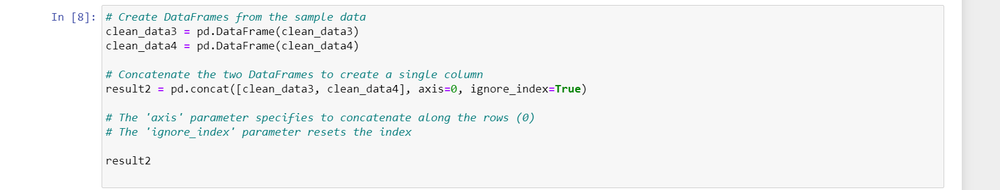 In [8]: # Create DataFrames from the sample data
clean_data3 = pd.DataFrame(clean_data3)
clean_data4 = pd.DataFrame(clean_data4)
# Concatenate the two DataFrames to create a single column
result2 = pd.concat([clean_data3, clean_data4], axis=0, ignore_index=True)
# The 'axis' parameter specifies to concatenate along the rows (0)
# The 'ignore_index' parameter resets the index
result2